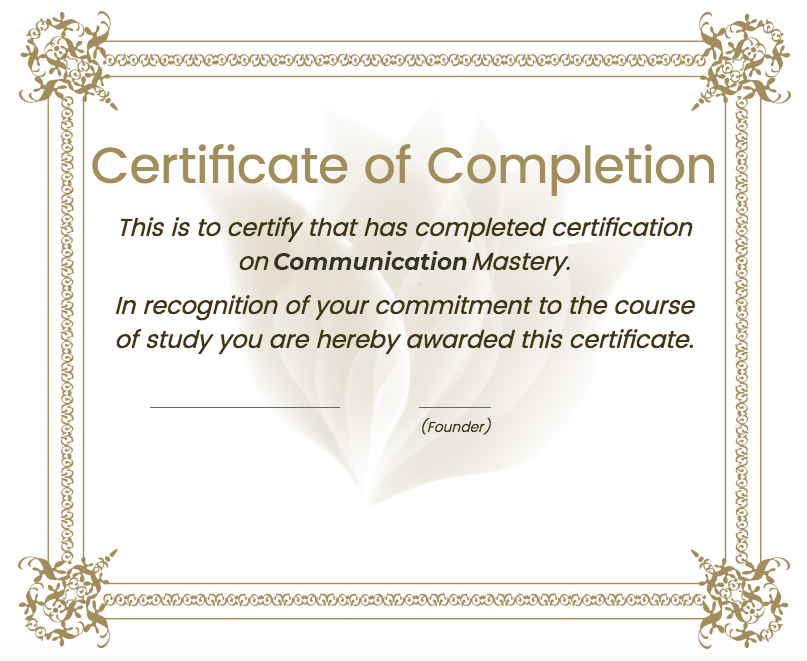 Certificate of Completion
This is to certify that has completed certification
on Communication Mastery.
In recognition of your commitment to the course
of study you are hereby awarded this certificate.
(Founder)